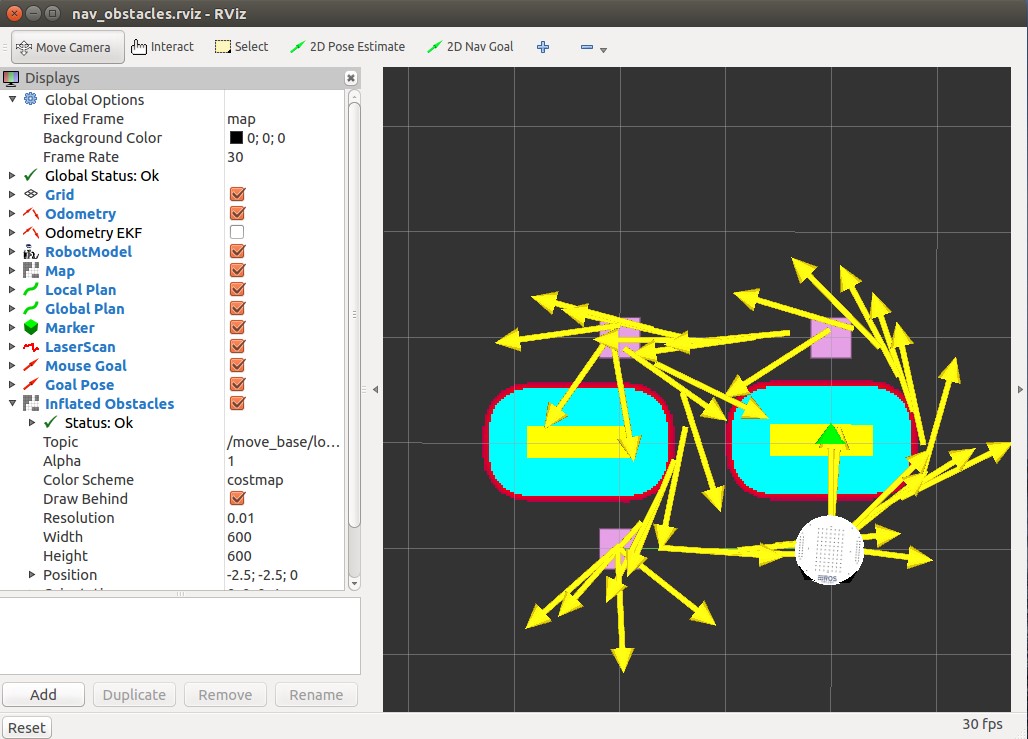 nav_obstacles.rviz - RViz
Move Camera Interact Select 2D Pose Estimate 2D Nav Goal
Displays
Global Options
Fixed Frame map
Background Color 0; 0; 0
Frame Rate 30
Global Status: Ok
Grid
Odometry
Odometry EKF
RobotModel
Map
Local Plan
Global Plan
Marker
LaserScan
Mouse Goal
Goal Pose
Inflated Obstacles
Status: Ok
Topic /move_base/lo...
Alpha 1
Color Scheme costmap
Draw Behind
Resolution 0.01
Width 600
Height 600
Position -2.5; -2.5; 0
Add Duplicate Remove Rename
Reset 30 fps